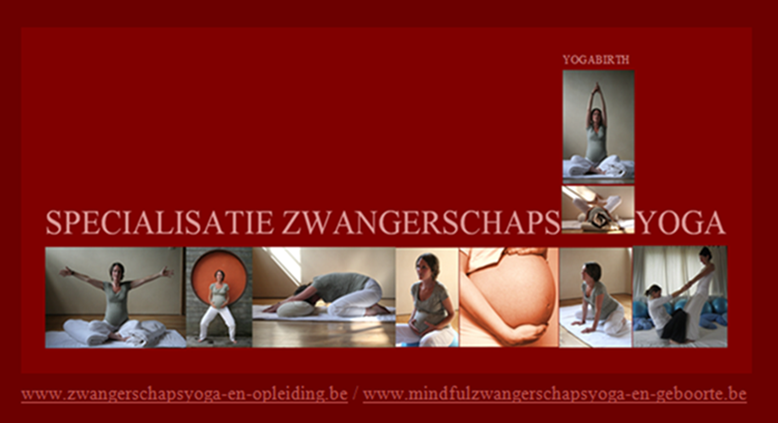 YOGABIRTH
SPECIALISATIE ZWANGERSCHAPS YOGA
www.zwangerschapsyoga-en-opleiding.be / www.mindfulzwangerschapsyoga-en-geboorte.be